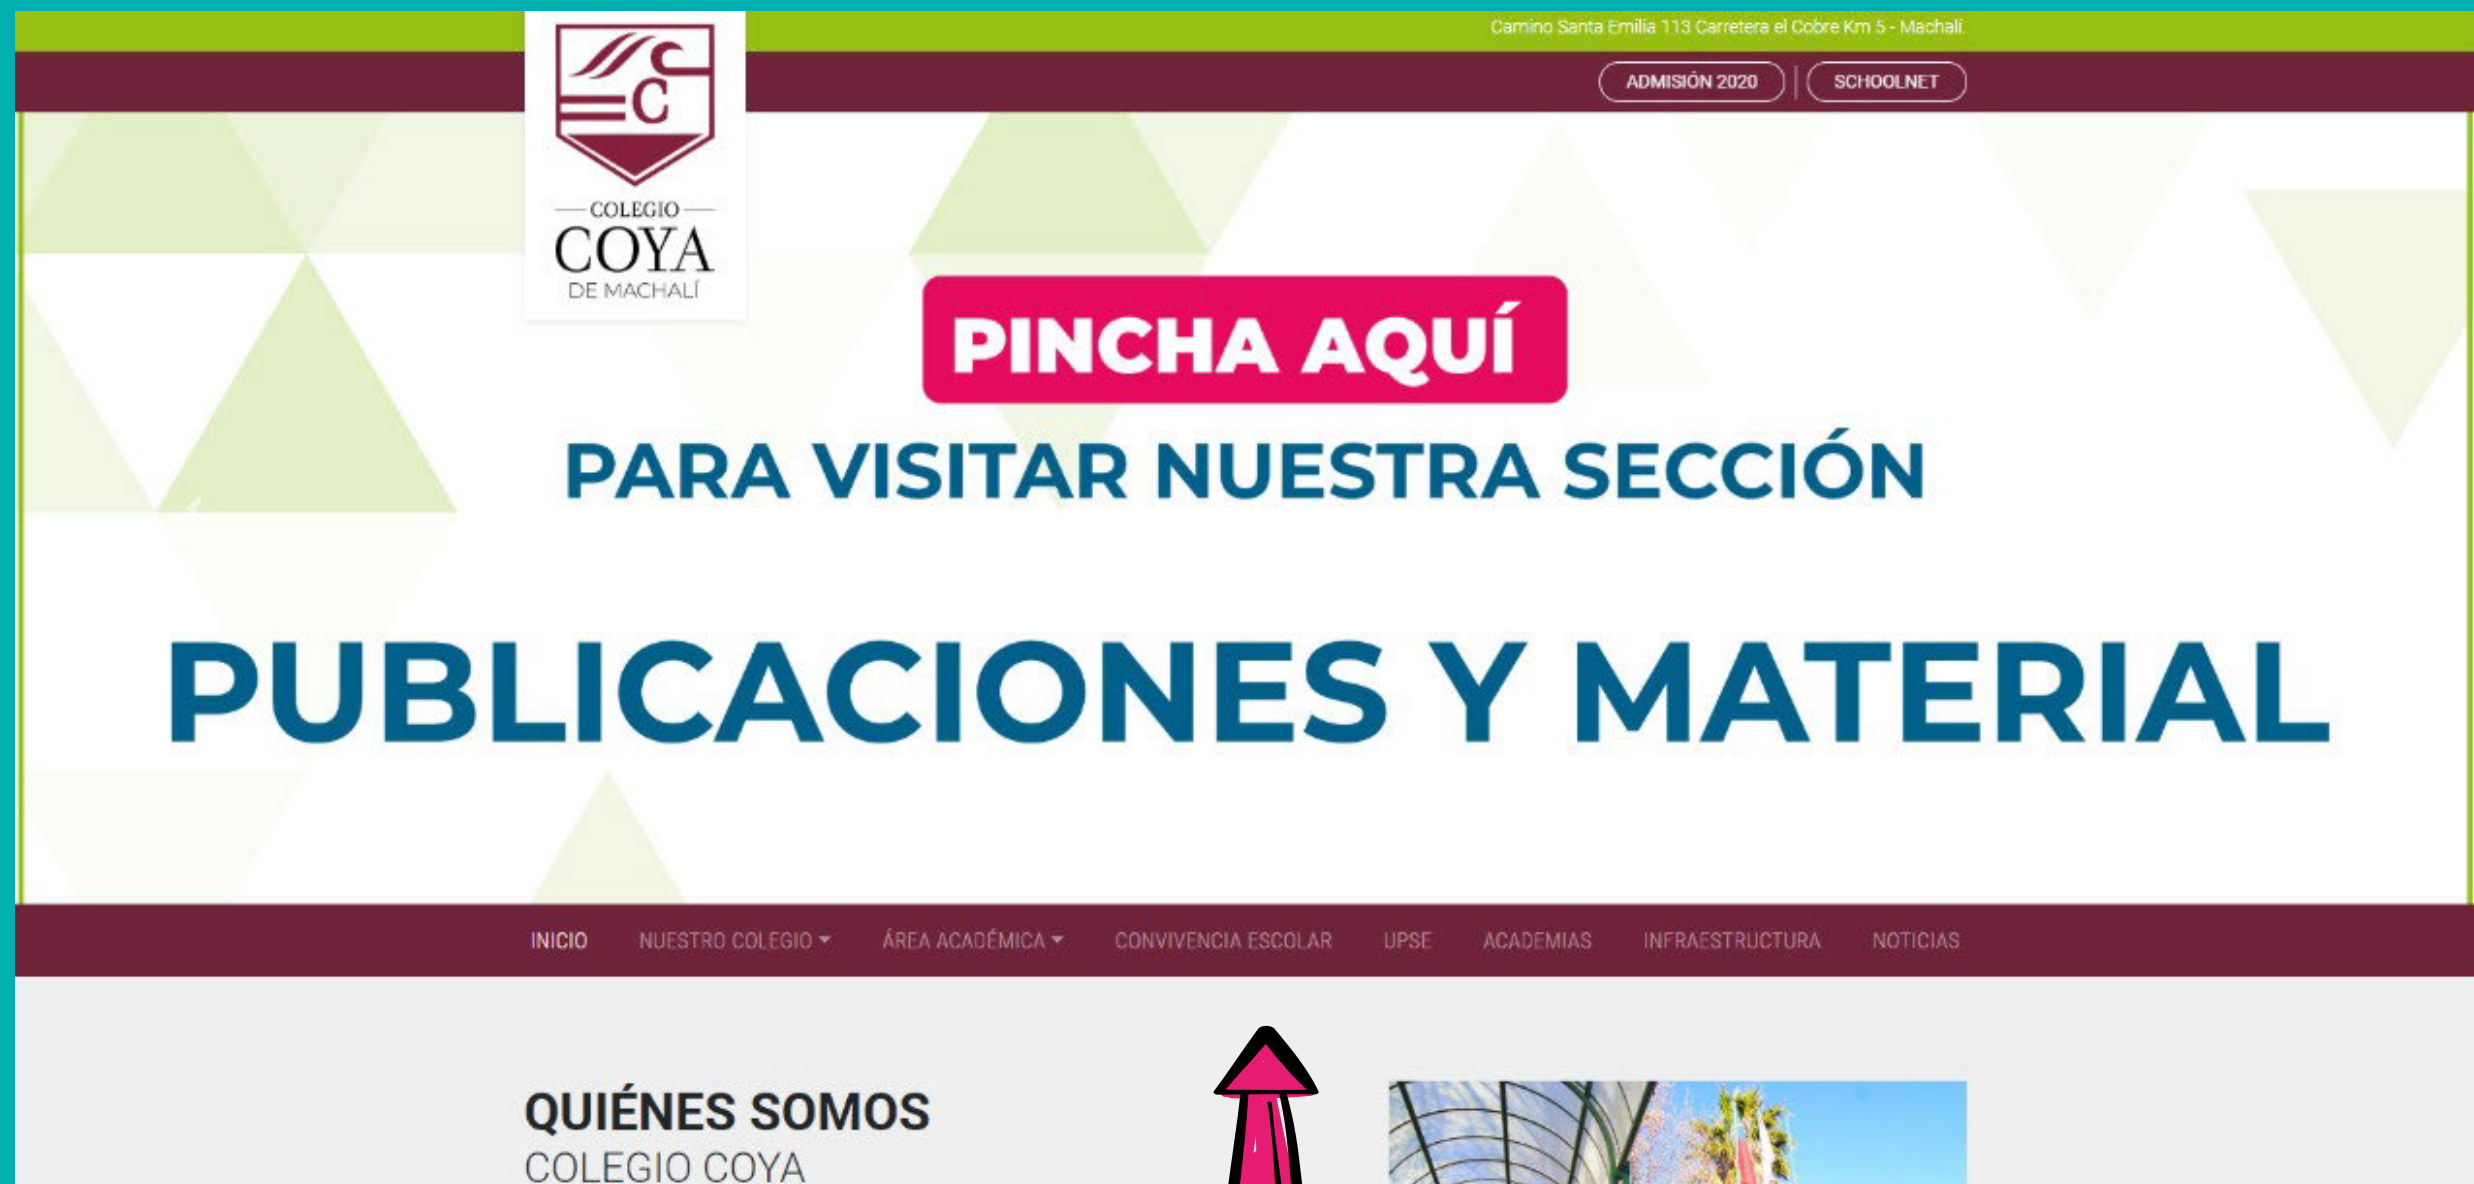 Camino Santa Emilia 113 Carretera el Cobre Km 5 - Machalí.
ADMISIÓN 2020
SCHOOLNET
C
COLEGIO
COYA
DE MACHALÍ
PINCHA AQUÍ
PARA VISITAR NUESTRA SECCIÓN
PUBLICACIONES Y MATERIAL
INICIO NUESTRO COLEGIO ÁREA ACADÉMICA CONVIVENCIA ESCOLAR UPSE ACADEMIAS INFRAESTRUCTURA NOTICIAS
QUIÉNES SOMOS
COLEGIO COYA